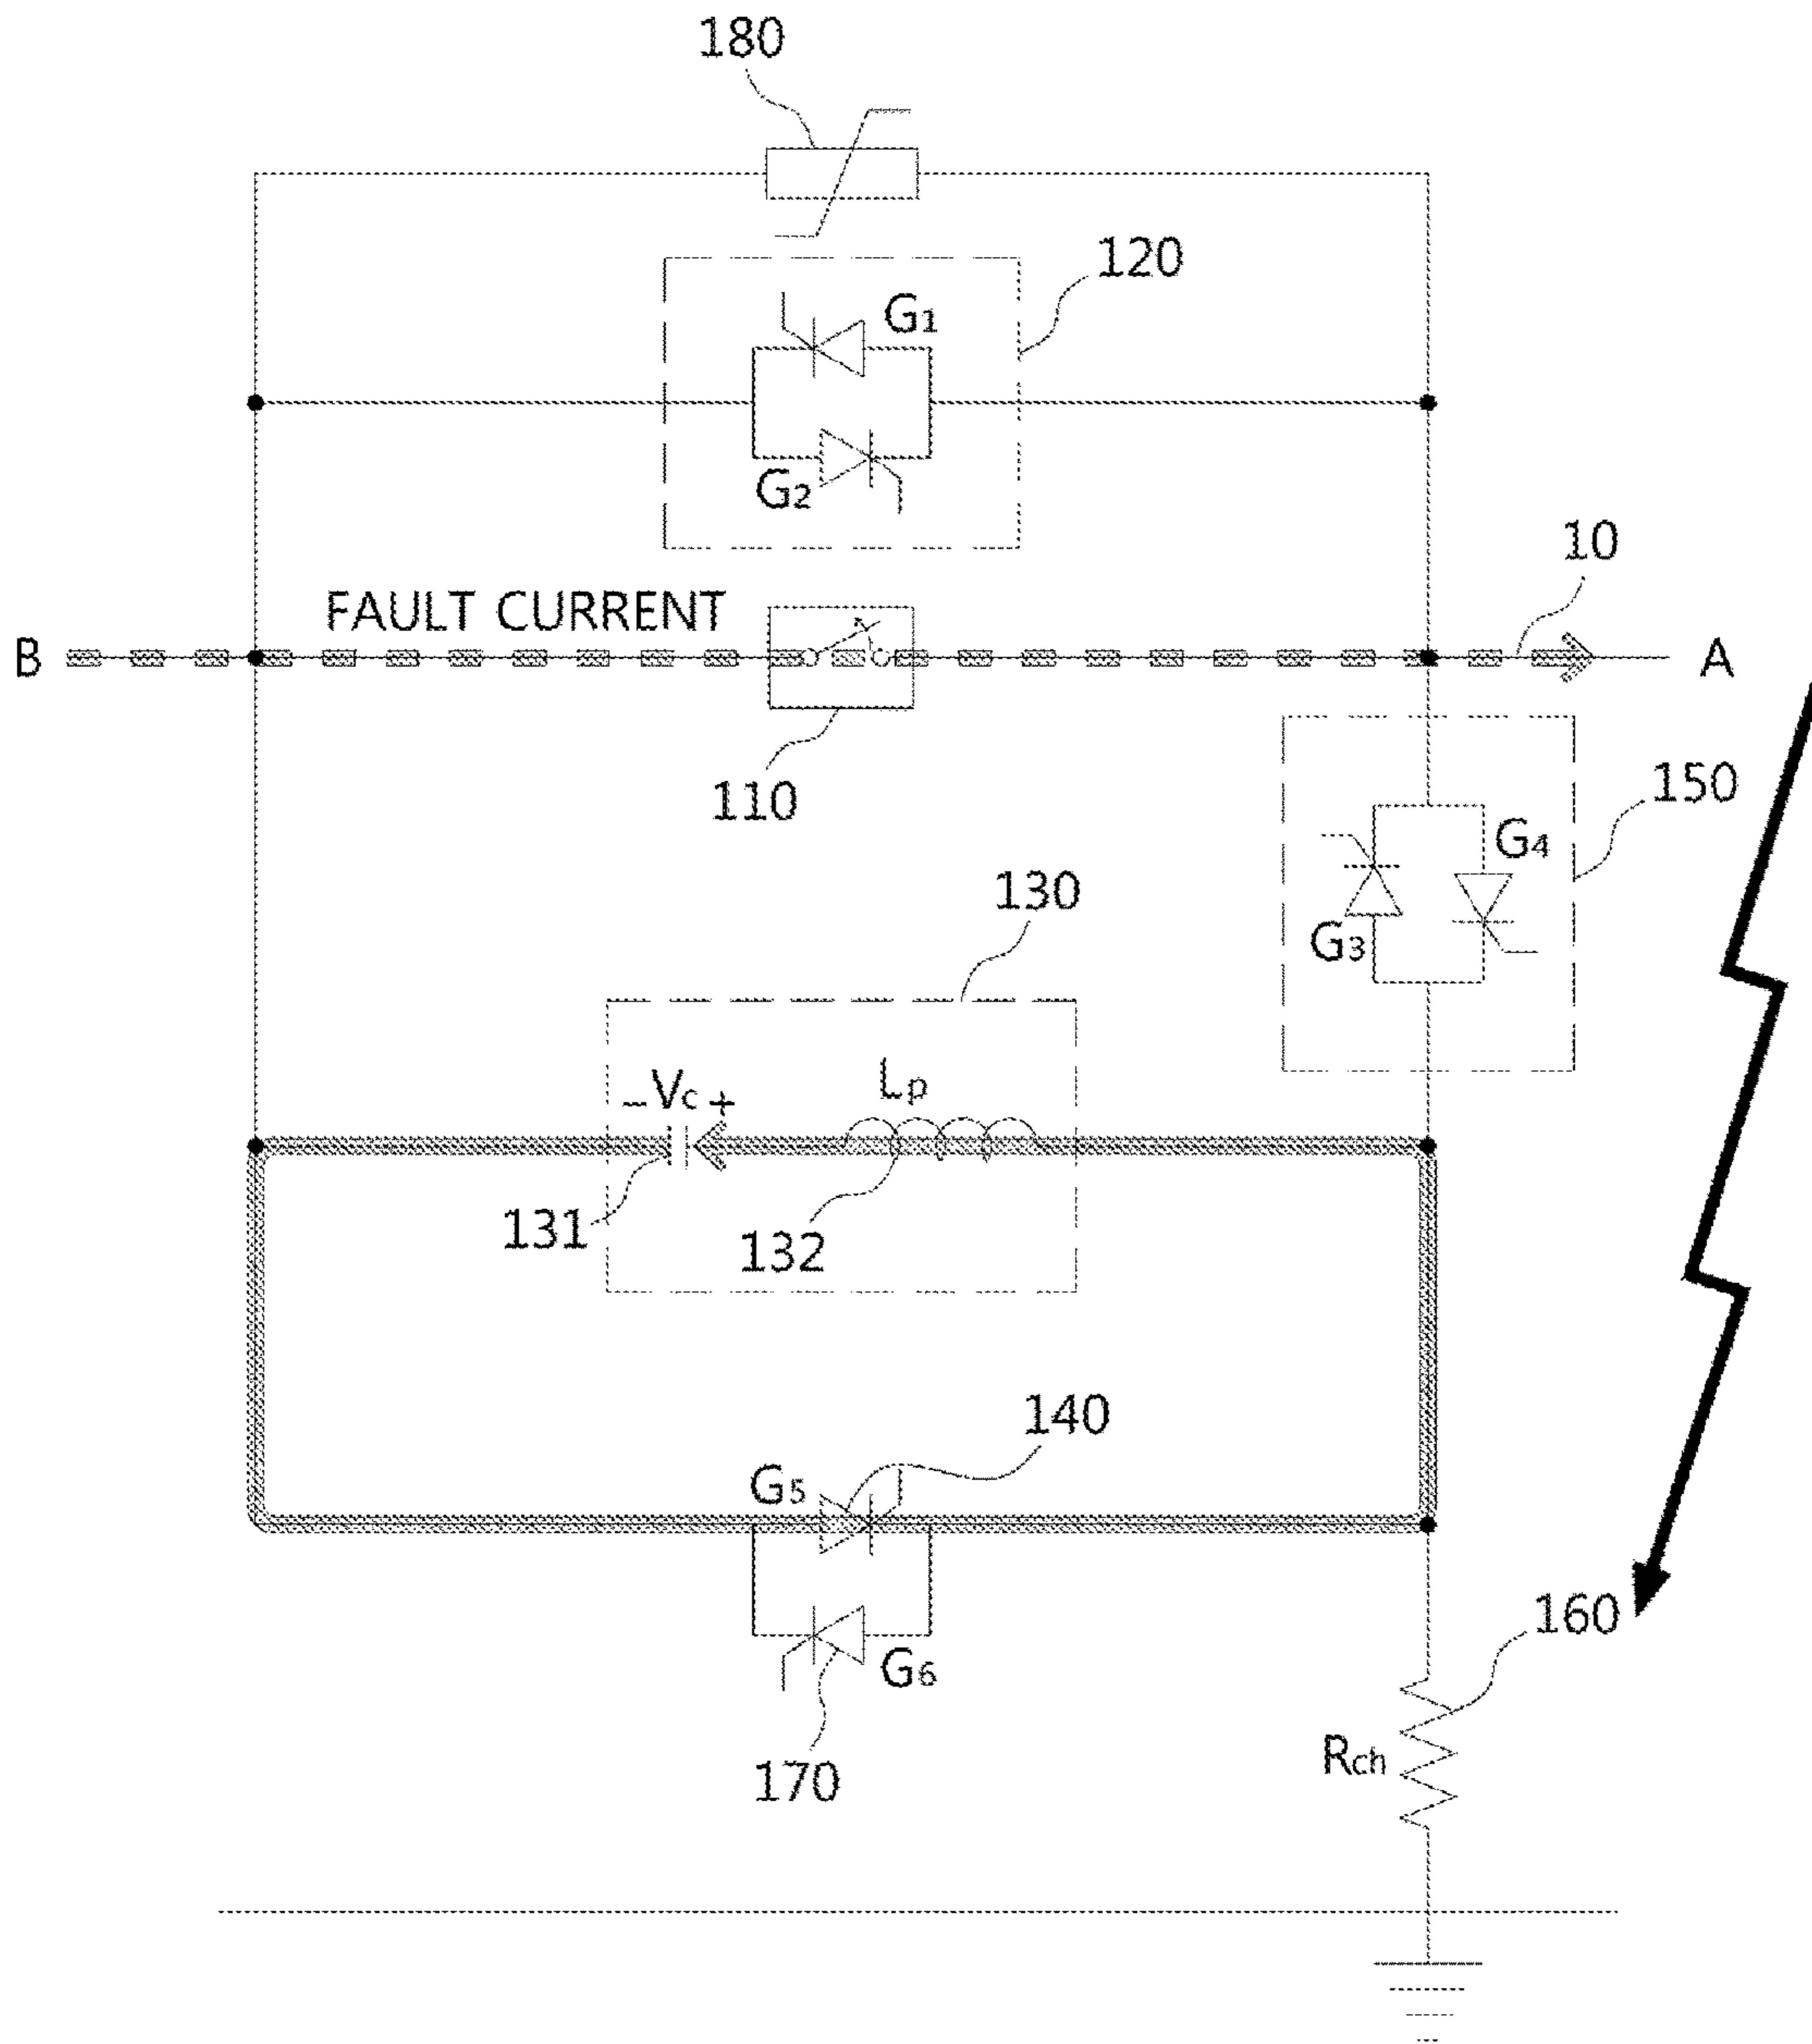 180
120
G1
G2
10
FAULT CURRENT
B
A
110
150
G4
G3
130
-Vc+
Lp
131
132
140
G5
160
G6
170
Rch